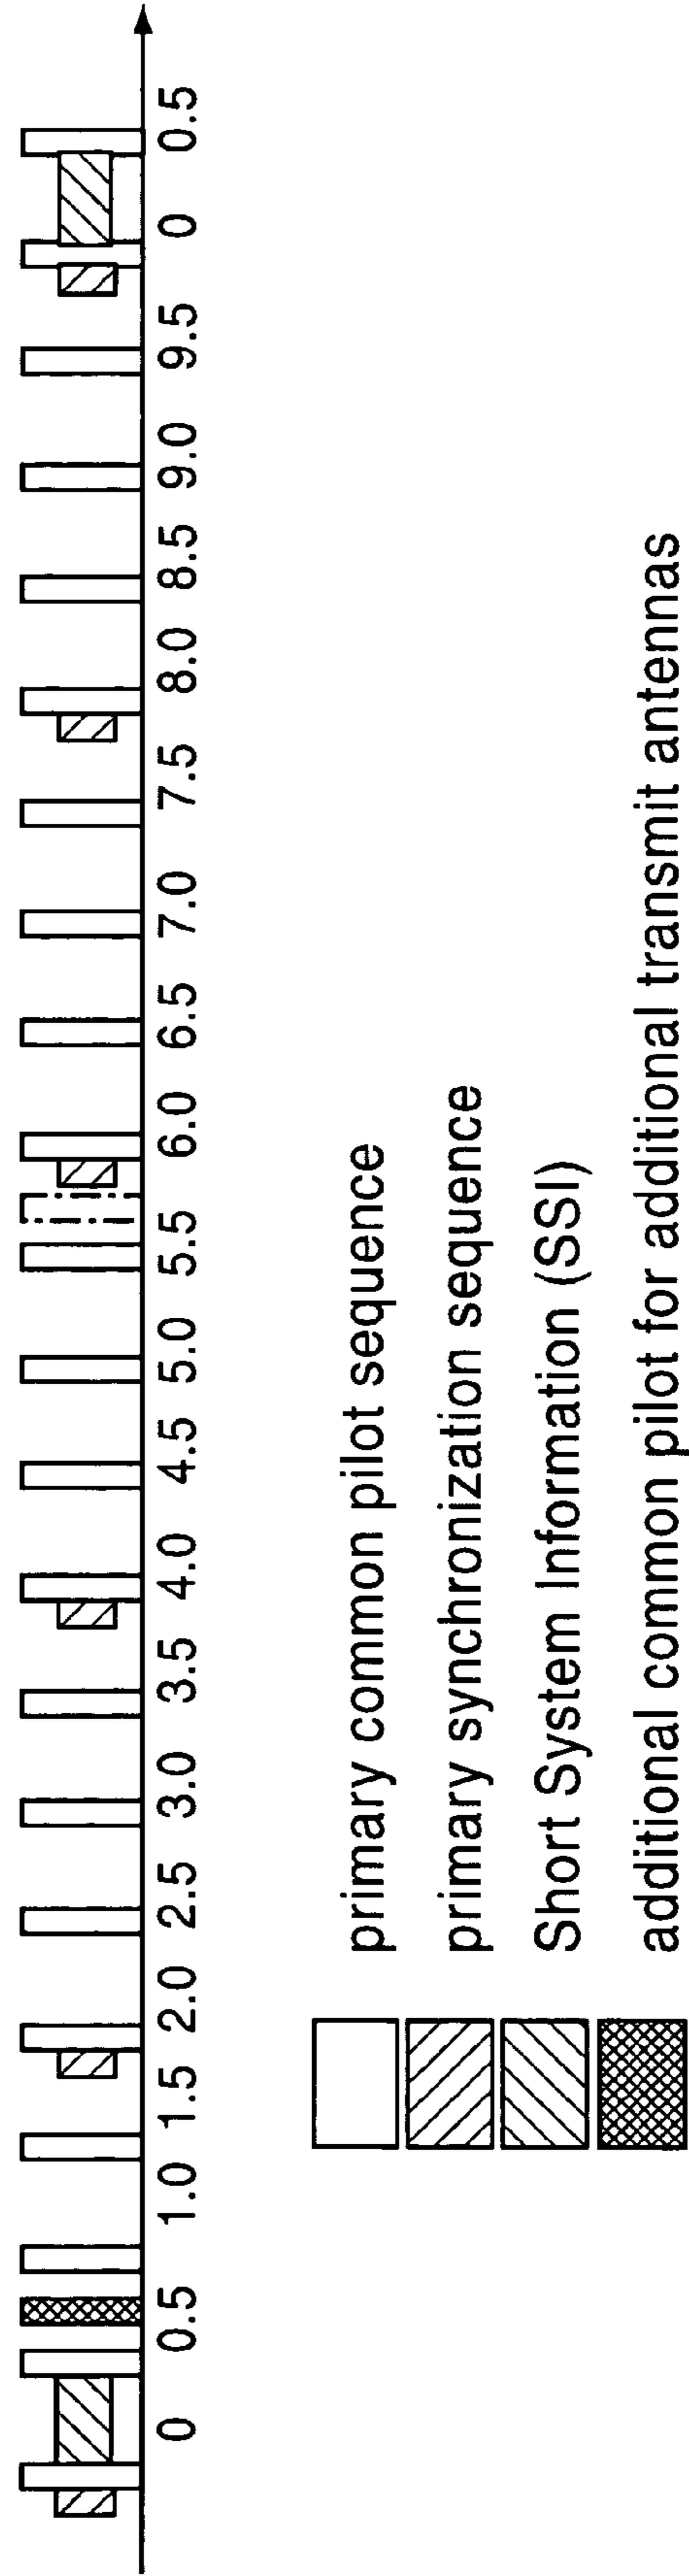 0 0.5 1.0 1.5 2.0 2.5 3.0 3.5 4.0 4.5 5.0 5.5 6.0 6.5 7.0 7.5 8.0 8.5 9.0 9.5 0 0.5
primary common pilot sequence
primary synchronization sequence
Short System Information (SSI)
additional common pilot for additional transmit antennas